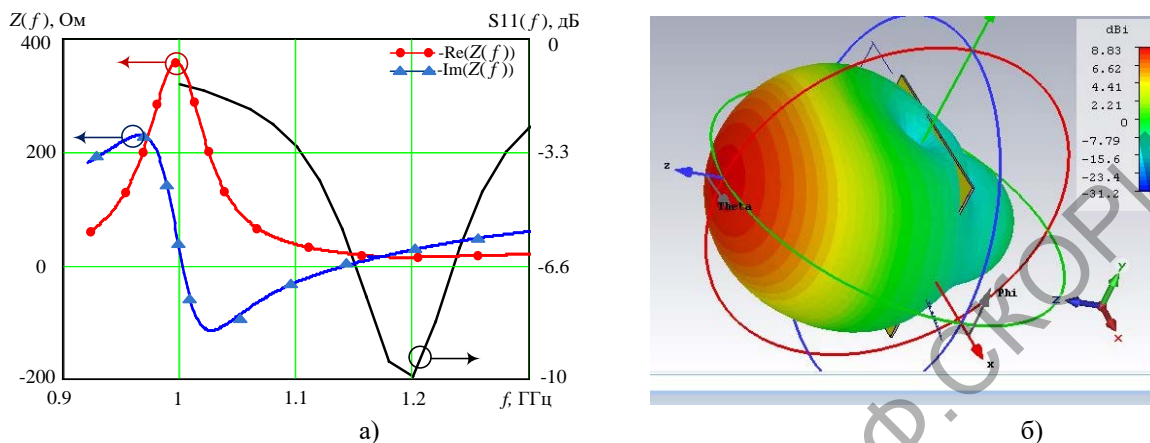 Z(f), Ом
S11(f), дБ
400
200
0
-200
0
-3.3
-6.6
-10
-Re(Z(f))
-Im(Z(f))
0.9
1
1.1
1.2
f, ГГц
а)
dBi
8.83
6.62
4.41
2.21
0
-7.79
-15.6
-23.4
-31.2
z
Theta
Phi
x
y
z
x
б)
Ф. СКОРИ